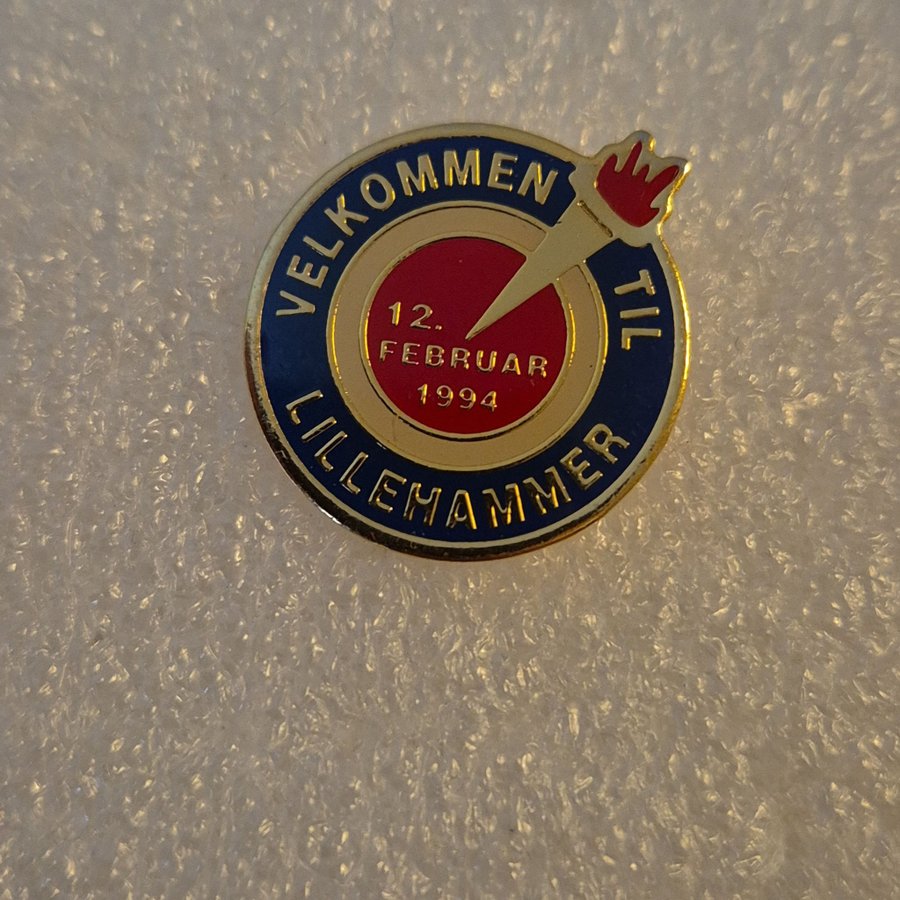 VELKOMMEN TIL
LILLEHAMMER
12.
FEBRUAR
1994